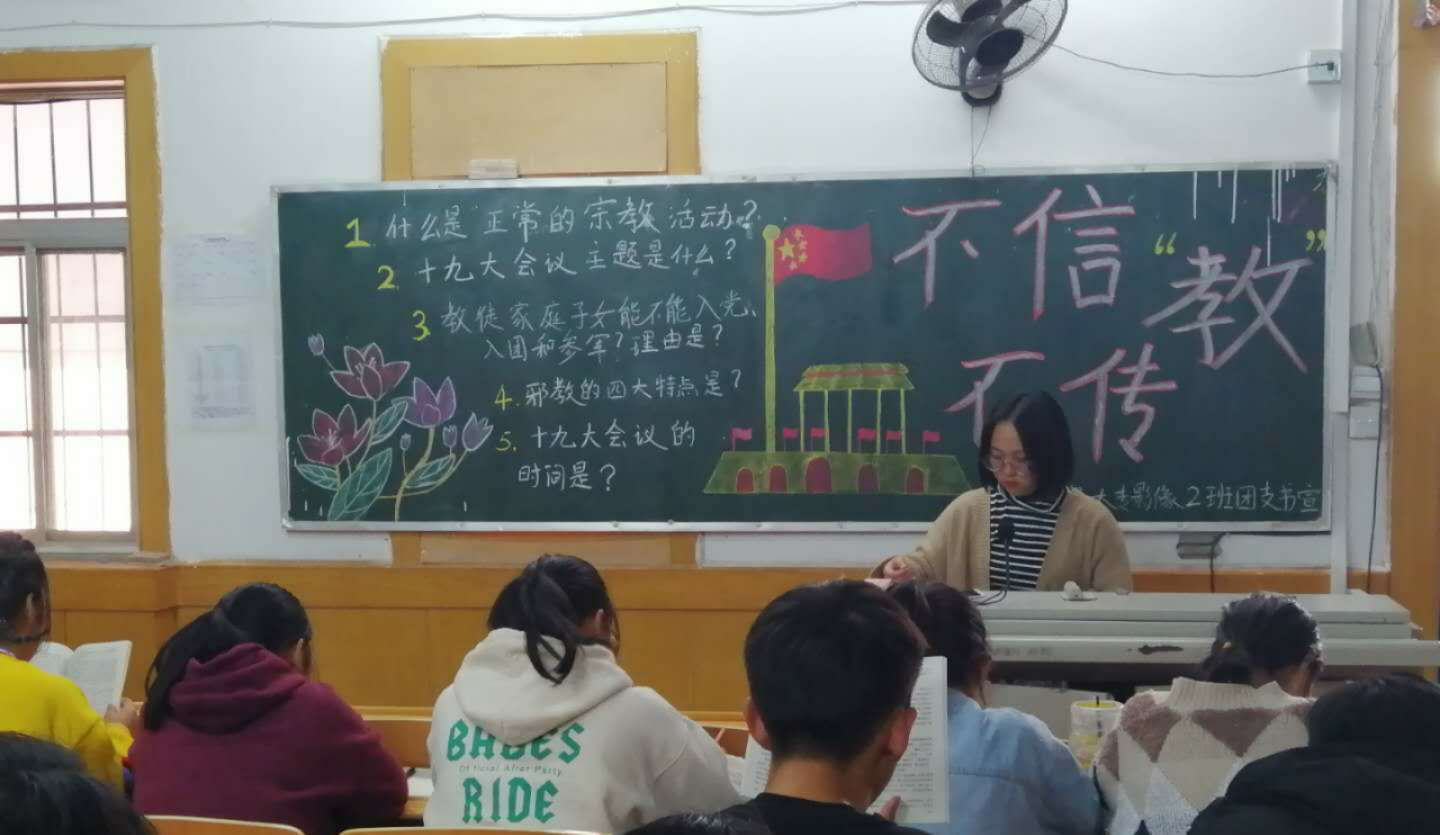 1. 什么是 正常的 宗教 活动?
2. 十九大会议 主题是什么?
3. 教徒家庭子女能不能入党、
入团和参军?理由是?
4. 邪教的四大特点是?
5. 十九大会议的
时间是?
不信“教”
不传
影像2班团支书宣
BABES
Official After Party
RIDE